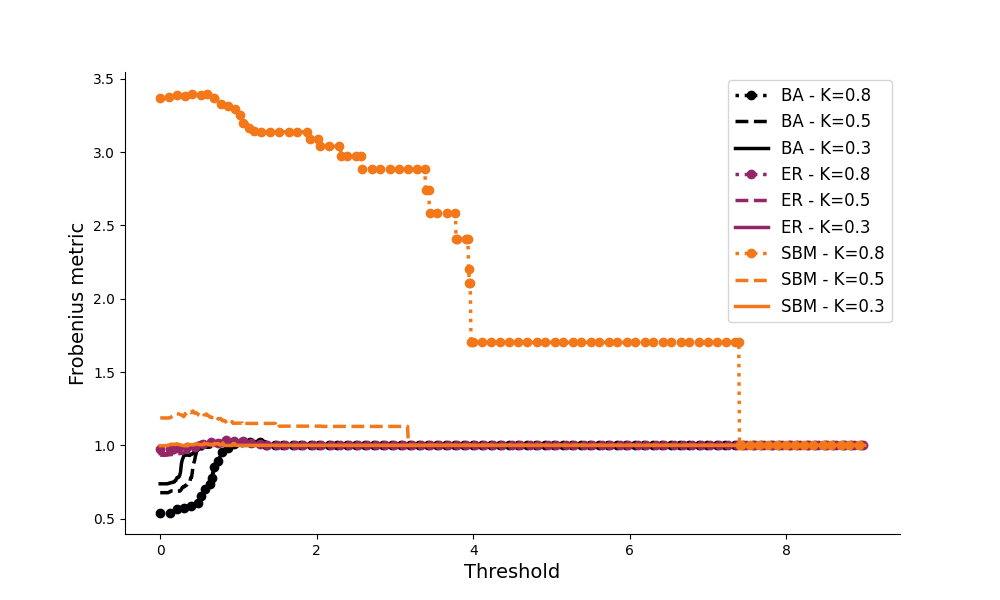 3.5
3.0
2.5
2.0
1.5
1.0
0.5
Frobenius metric
0
2
4
6
8
Threshold
BA - K=0.8
BA - K=0.5
BA - K=0.3
ER - K=0.8
ER - K=0.5
ER - K=0.3
SBM - K=0.8
SBM - K=0.5
SBM - K=0.3